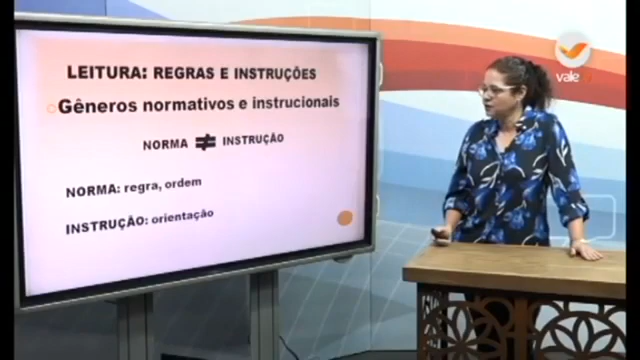 LEITURA: REGRAS E INSTRUÇÕES
Gêneros normativos e instrucionais
NORMA ≠ INSTRUÇÃO
NORMA: regra, ordem
INSTRUÇÃO: orientação
vale